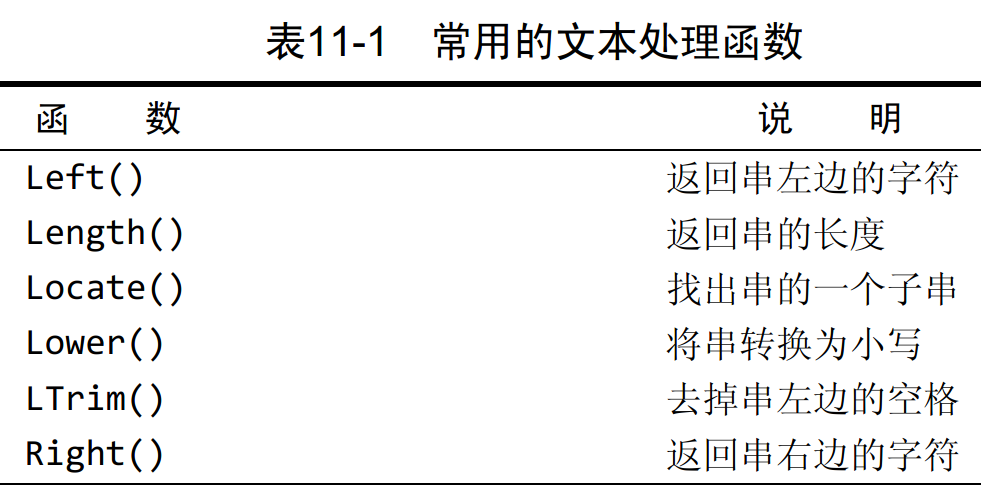 表11-1 常用的文本处理函数
函 数 说 明
Left() 返回串左边的字符
Length() 返回串的长度
Locate() 找出串的一个子串
Lower() 将串转换为小写
LTrim() 去掉串左边的空格
Right() 返回串右边的字符